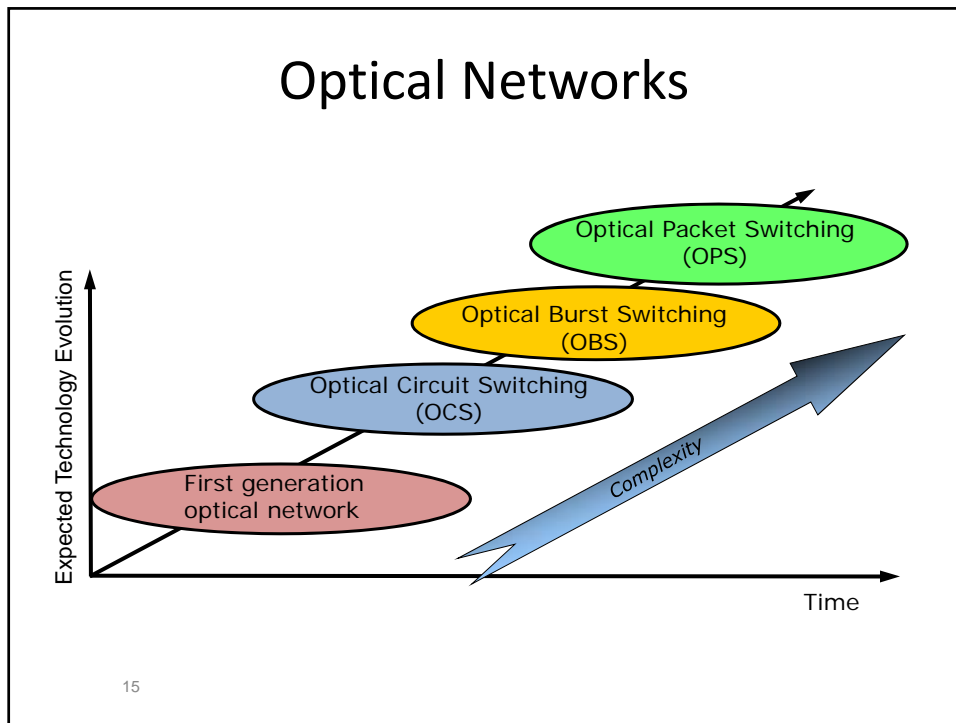 Optical Networks
Optical Packet Switching
(OPS)
Optical Burst Switching
(OBS)
Optical Circuit Switching
(OCS)
First generation
optical network
Expected Technology Evolution
Complexity
Time
15